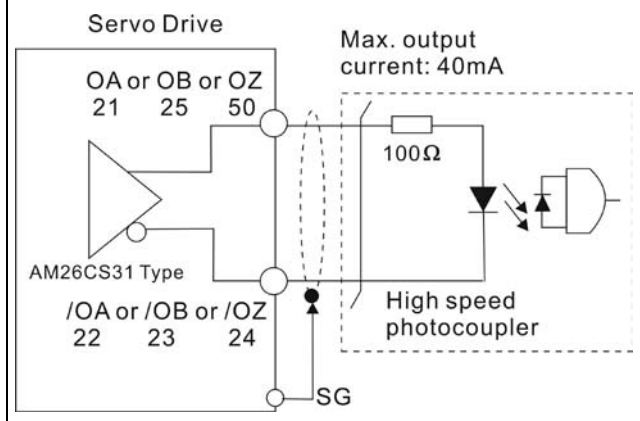 Servo Drive
Max. output
current: 40mA
OA or OB or OZ
21 25 50
100Ω
AM26CS31 Type
/OA or /OB or /OZ
22 23 24
High speed
photocoupler
SG